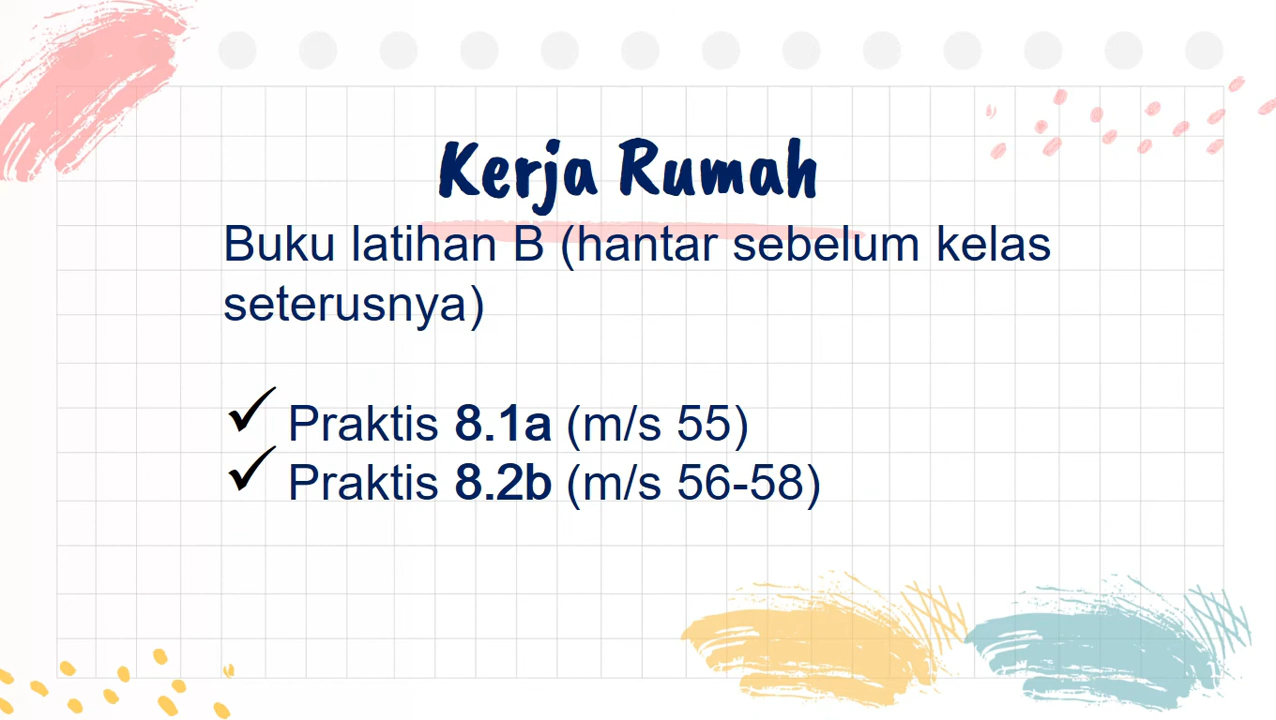 Kerja Rumah
Buku latihan B (hantar sebelum kelas
seterusnya)
✓ Praktis 8.1a (m/s 55)
✓ Praktis 8.2b (m/s 56-58)